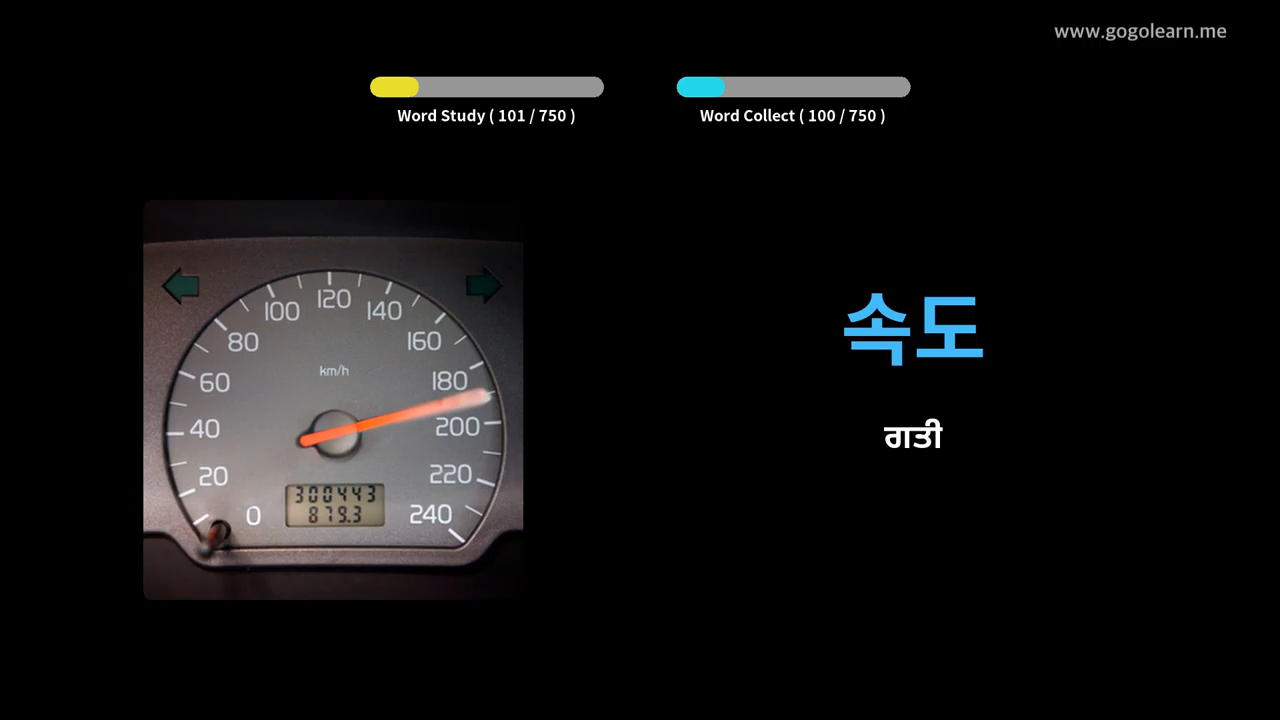 www.gogolearn.me
Word Study ( 101 / 750 )
Word Collect ( 100 / 750 )
120
100
140
80
160
km/h
60
180
40
200
20
220
0
240
300443
879.3
속도
ਗਤੀ